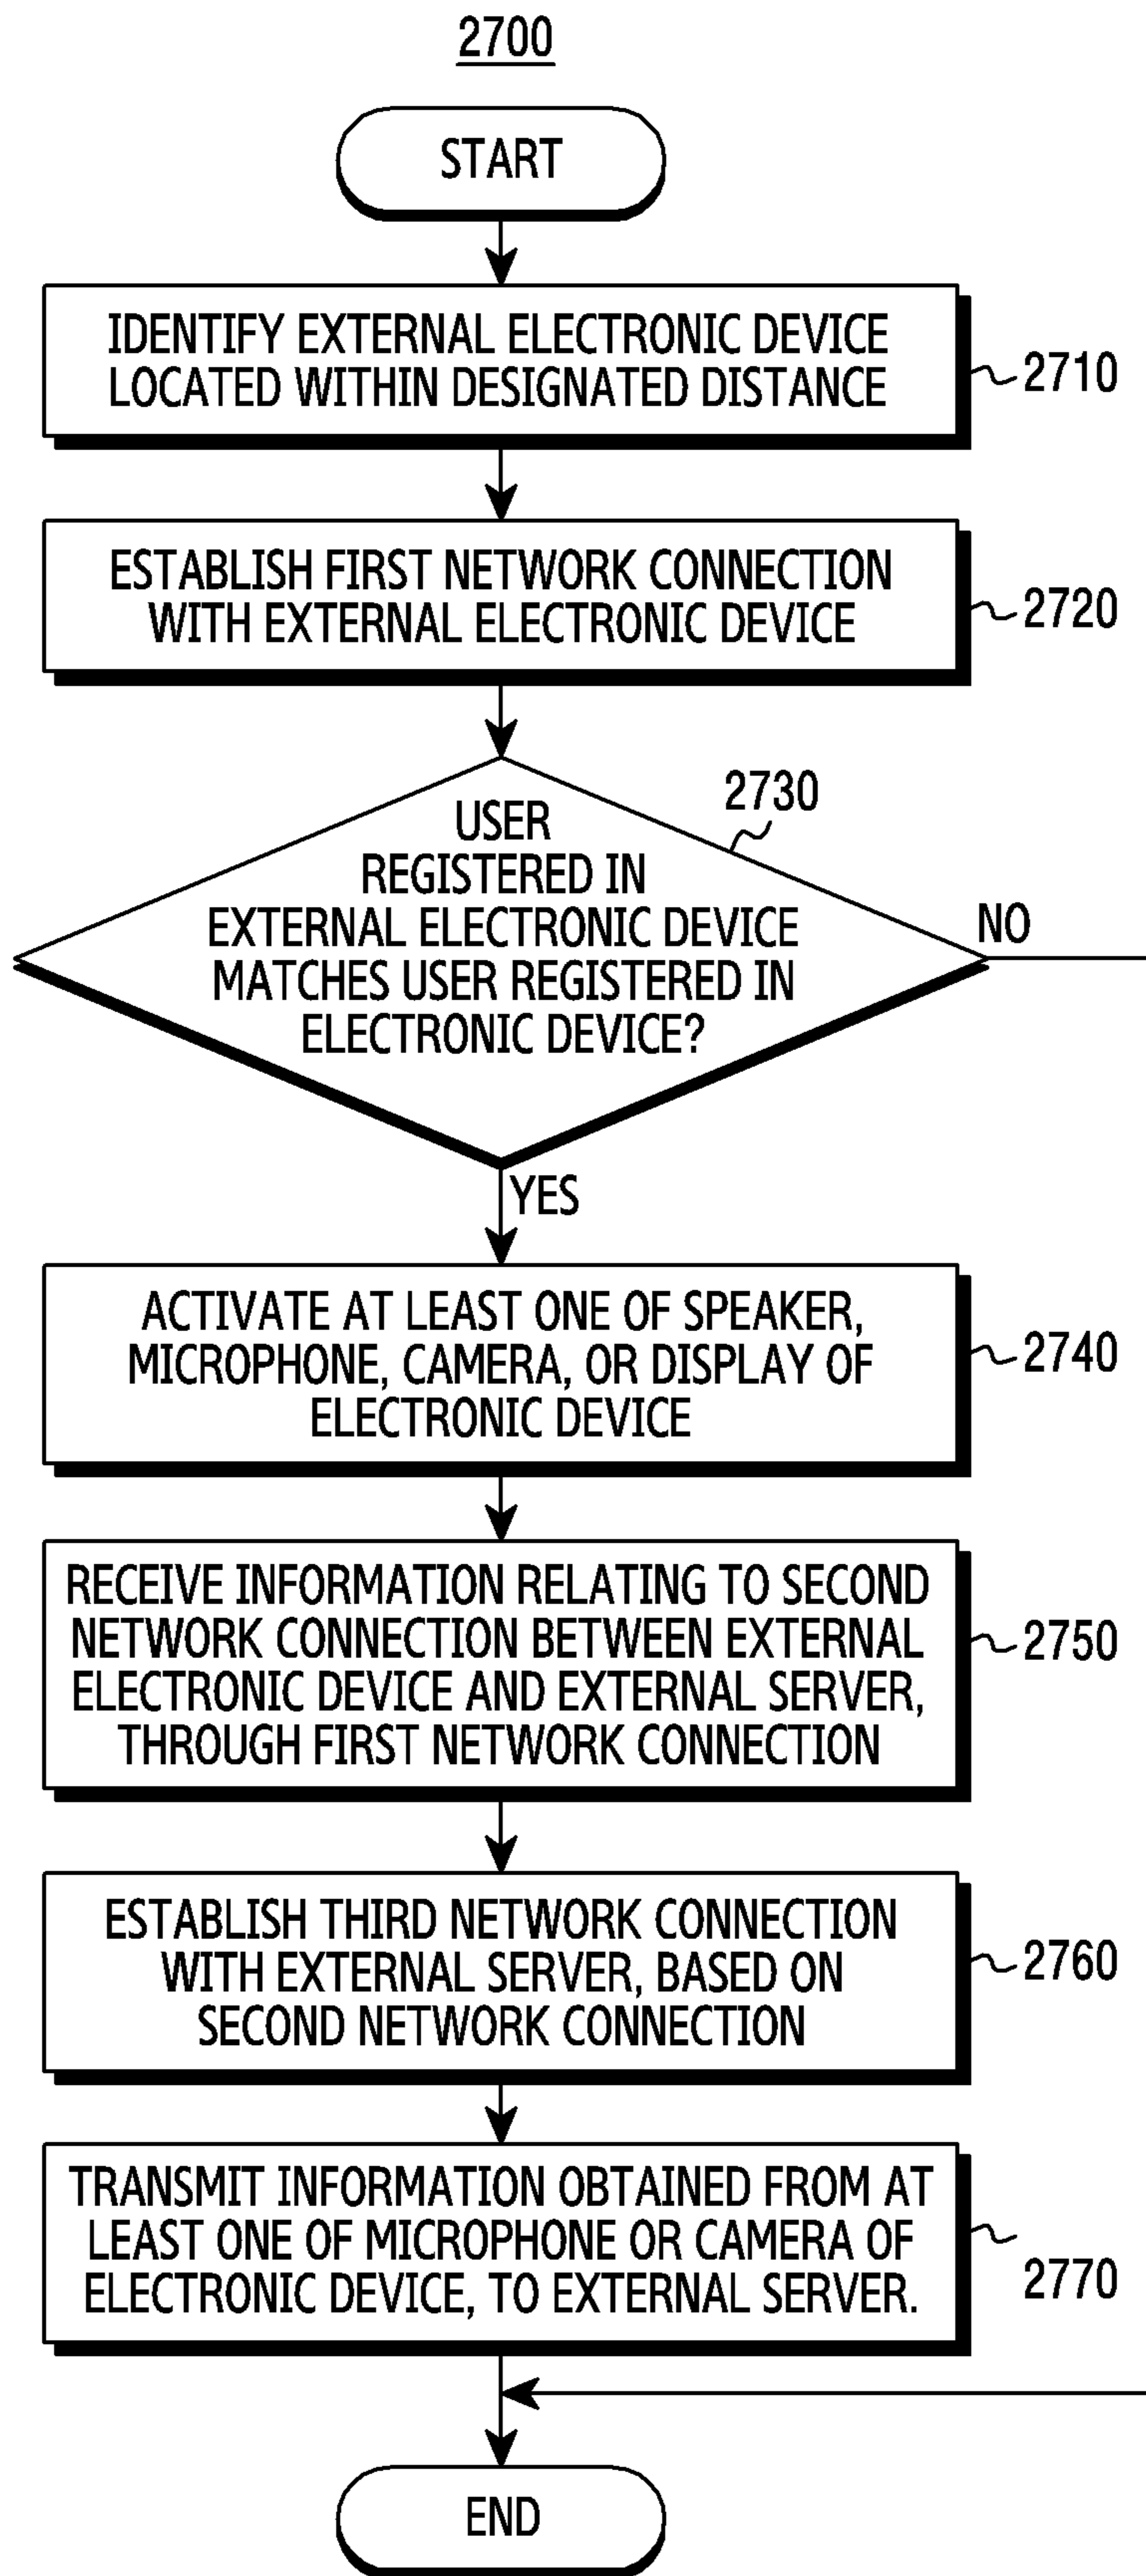 2700
START
IDENTIFY EXTERNAL ELECTRONIC DEVICE
LOCATED WITHIN DESIGNATED DISTANCE
2710
ESTABLISH FIRST NETWORK CONNECTION
WITH EXTERNAL ELECTRONIC DEVICE
2720
2730
USER
REGISTERED IN
EXTERNAL ELECTRONIC DEVICE
MATCHES USER REGISTERED IN
ELECTRONIC DEVICE?
NO
YES
ACTIVATE AT LEAST ONE OF SPEAKER,
MICROPHONE, CAMERA, OR DISPLAY OF
ELECTRONIC DEVICE
2740
RECEIVE INFORMATION RELATING TO SECOND
NETWORK CONNECTION BETWEEN EXTERNAL
ELECTRONIC DEVICE AND EXTERNAL SERVER,
THROUGH FIRST NETWORK CONNECTION
2750
ESTABLISH THIRD NETWORK CONNECTION
WITH EXTERNAL SERVER, BASED ON
SECOND NETWORK CONNECTION
2760
TRANSMIT INFORMATION OBTAINED FROM AT
LEAST ONE OF MICROPHONE OR CAMERA OF
ELECTRONIC DEVICE, TO EXTERNAL SERVER.
2770
END